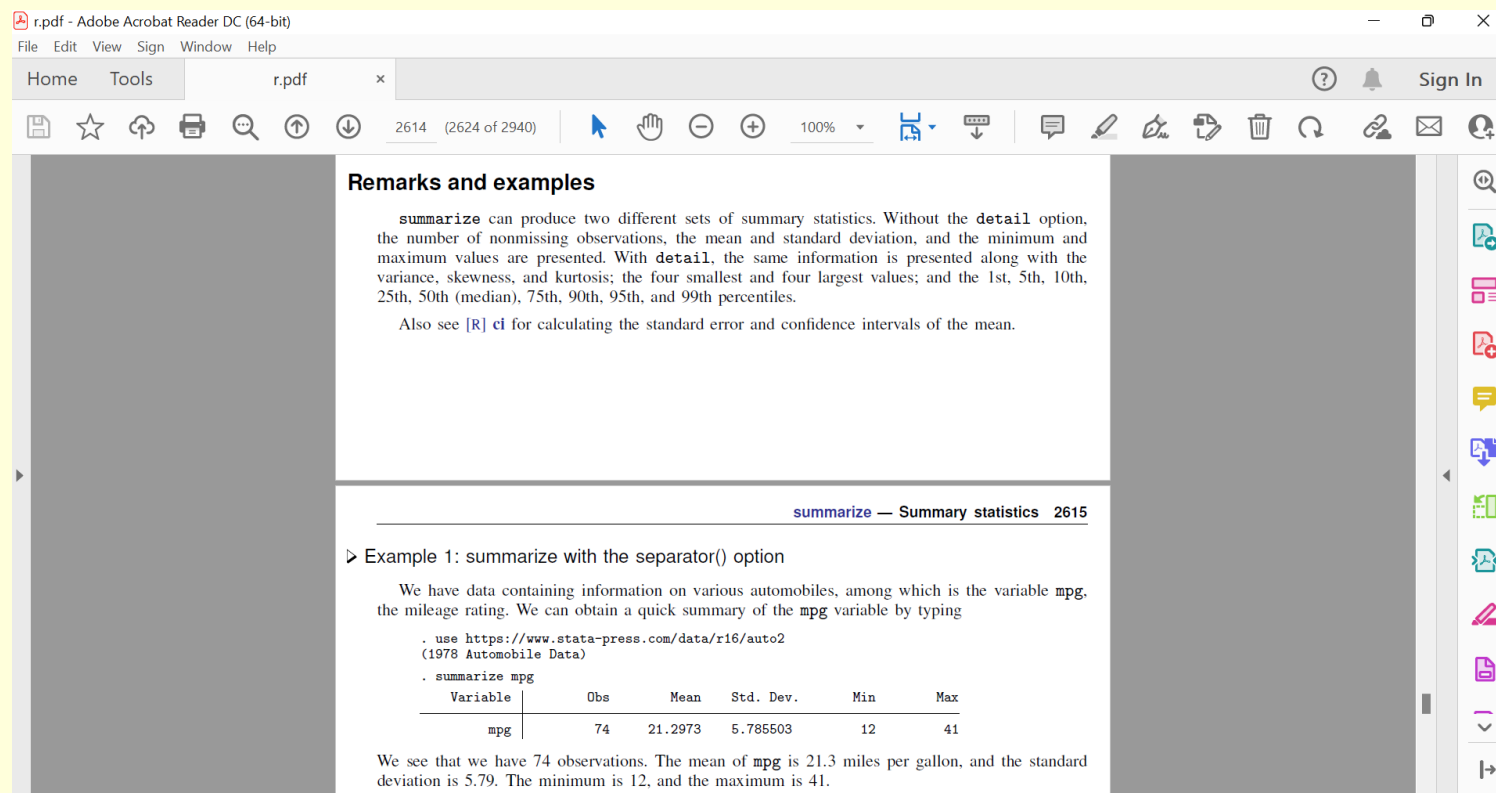 r.pdf - Adobe Acrobat Reader DC (64-bit)
File Edit View Sign Window Help
Home Tools r.pdf × Sign In
2614 (2624 of 2940) 100%
Remarks and examples
summarize can produce two different sets of summary statistics. Without the detail option,
the number of nonmissing observations, the mean and standard deviation, and the minimum and
maximum values are presented. With detail, the same information is presented along with the
variance, skewness, and kurtosis; the four smallest and four largest values; and the 1st, 5th, 10th,
25th, 50th (median), 75th, 90th, 95th, and 99th percentiles.
Also see [R] ci for calculating the standard error and confidence intervals of the mean.
summarize — Summary statistics 2615
Example 1: summarize with the separator() option
We have data containing information on various automobiles, among which is the variable mpg,
the mileage rating. We can obtain a quick summary of the mpg variable by typing
. use https://www.stata-press.com/data/r16/auto2
(1978 Automobile Data)
. summarize mpg
Variable Obs Mean Std. Dev. Min Max
mpg 74 21.2973 5.785503 12 41
We see that we have 74 observations. The mean of mpg is 21.3 miles per gallon, and the standard
deviation is 5.79. The minimum is 12, and the maximum is 41.